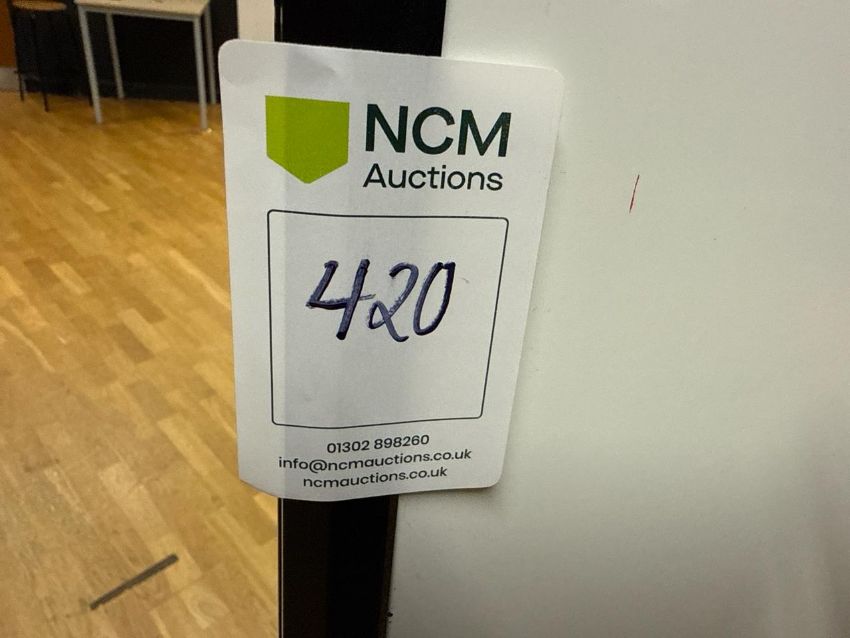 NCM
Auctions
420
01302 898260
info@ncmauctions.co.uk
ncmauctions.co.uk